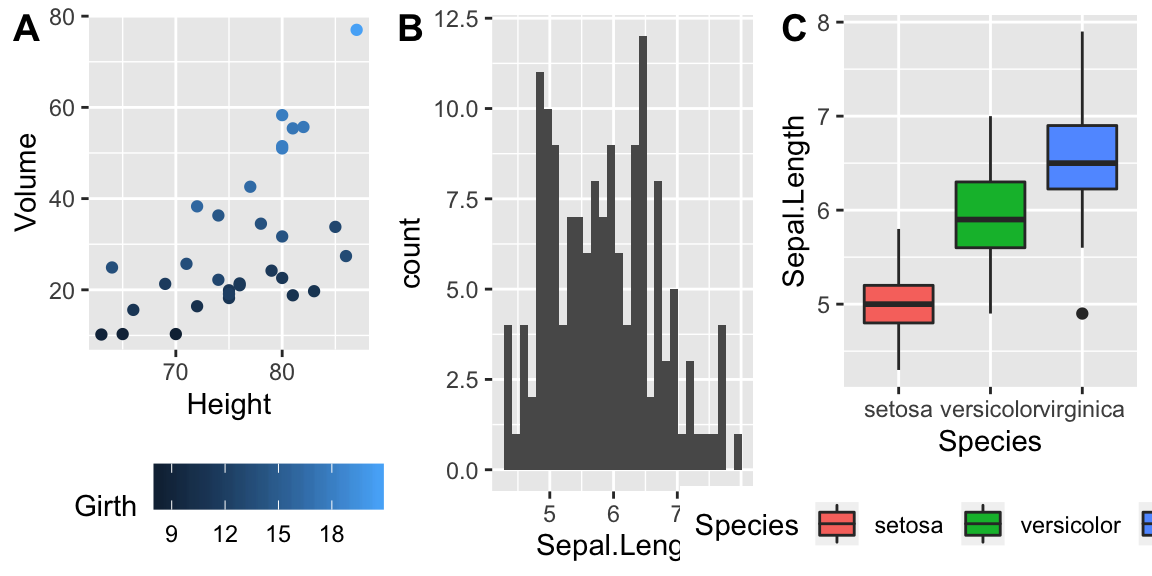 A
80
60
40
20
Volume
70 80
Height
Girth
9 12 15 18
B
12.5
10.0
7.5
5.0
2.5
0.0
count
5 6 7
Sepal.Leng
C
8
7
6
5
Sepal.Length
setosa versicolor virginica
Species
Species setosa versicolor